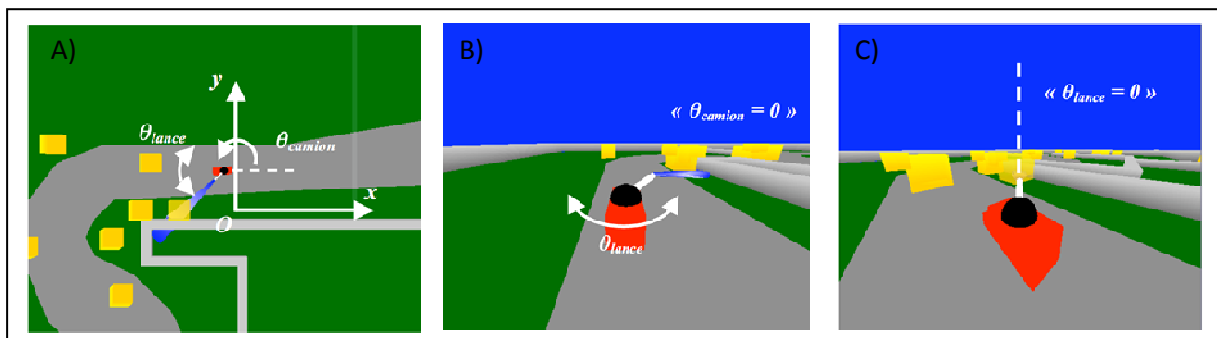 A)
y
θlance
θcamion
x
O
B)
« θcamion = 0 »
θlance
C)
« θlance = 0 »